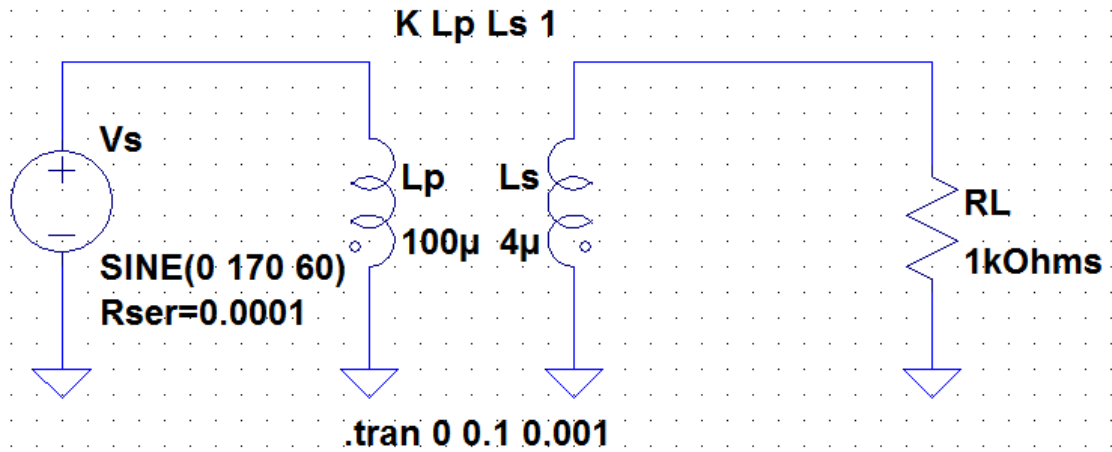 K Lp Ls 1
Vs
SINE(0 170 60)
Rser=0.0001
Lp
100µ
Ls
4µ
RL
1kOhms
.tran 0 0.1 0.001